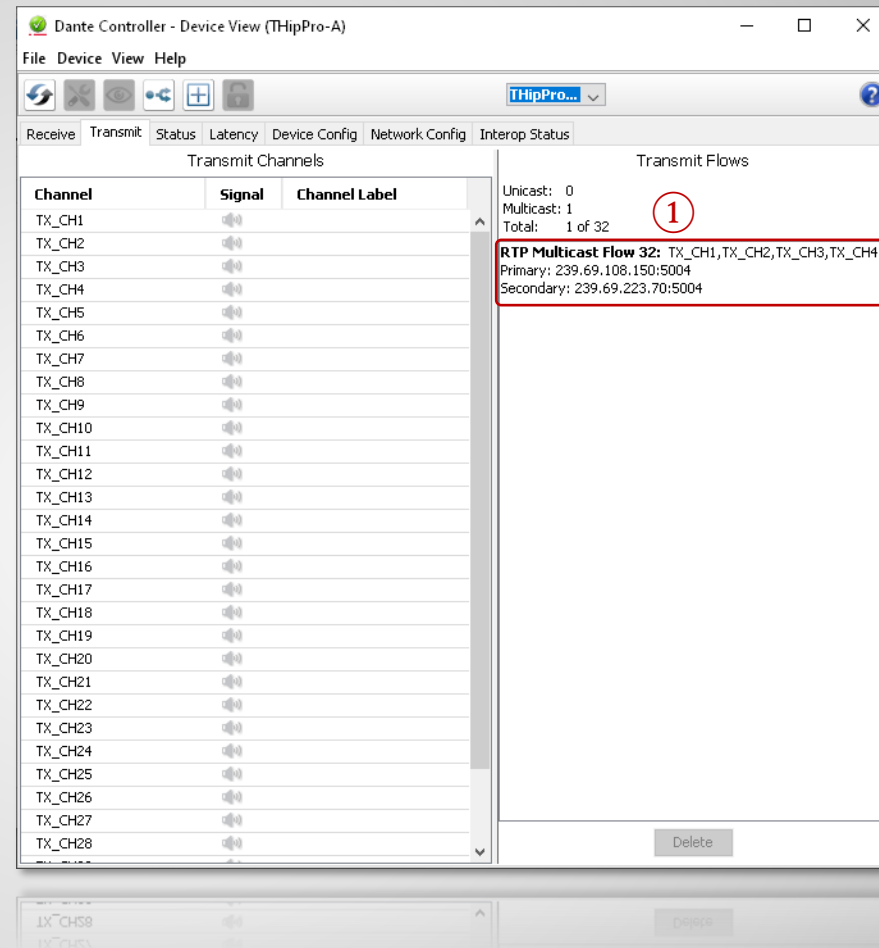 Dante Controller - Device View (THipPro-A)
File Device View Help
THipPro...
Receive Transmit Status Latency Device Config Network Config Interop Status
Transmit Channels
Channel Signal Channel Label
TX_CH1
TX_CH2
TX_CH3
TX_CH4
TX_CH5
TX_CH6
TX_CH7
TX_CH8
TX_CH9
TX_CH10
TX_CH11
TX_CH12
TX_CH13
TX_CH14
TX_CH15
TX_CH16
TX_CH17
TX_CH18
TX_CH19
TX_CH20
TX_CH21
TX_CH22
TX_CH23
TX_CH24
TX_CH25
TX_CH26
TX_CH27
TX_CH28
Transmit Flows
Unicast: 0
Multicast: 1
Total: 1 of 32
1
RTP Multicast Flow 32: TX_CH1,TX_CH2,TX_CH3,TX_CH4
Primary: 239.69.108.150:5004
Secondary: 239.69.223.70:5004
Delete